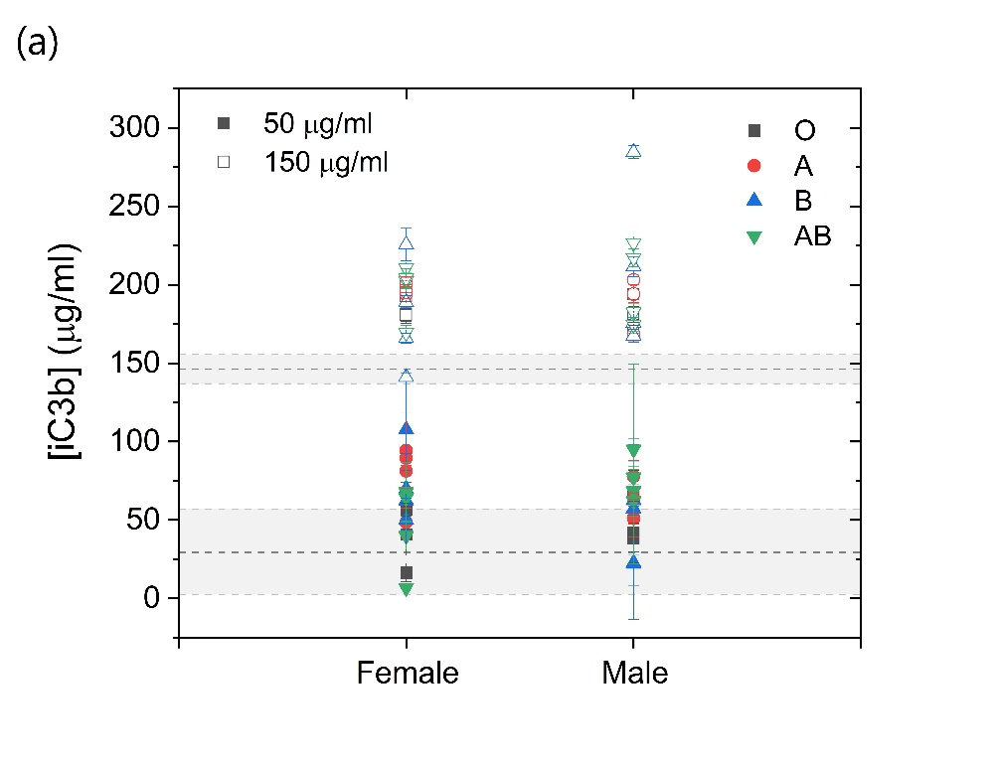 (a)
50 μg/ml
150 μg/ml
O
A
B
AB
[iC3b] (μg/ml)
300
250
200
150
100
50
0
Female
Male